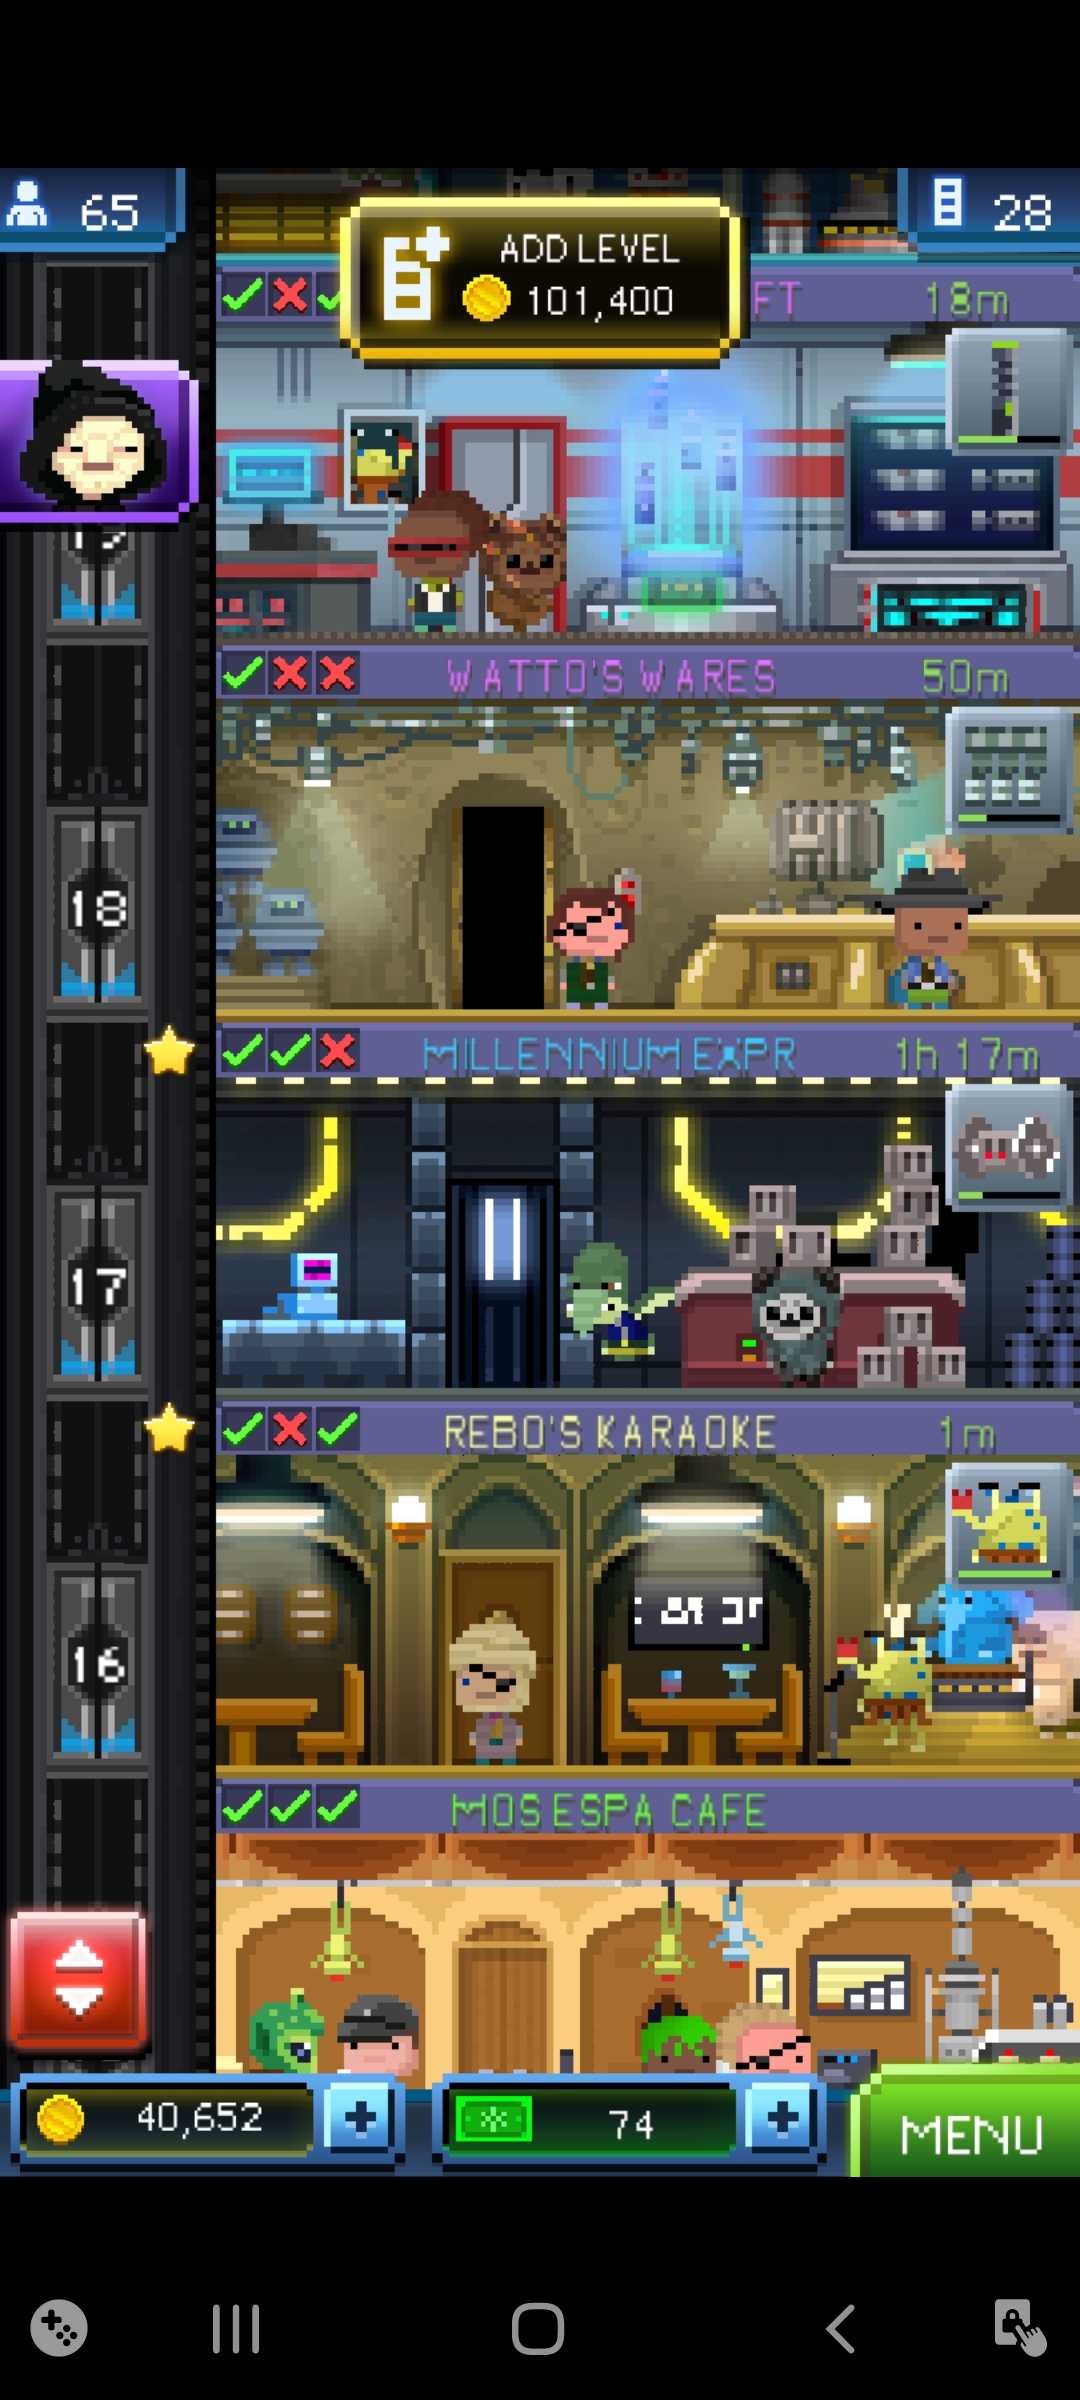 65
28
ADD LEVEL
101,400
FT
18m
WATTO'S WARES
50m
18
MILLENNIUM EXPR
1h 17m
17
REBO'S KARAOKE
1m
16
MOS ESPA CAFE
40,652
74
MENU